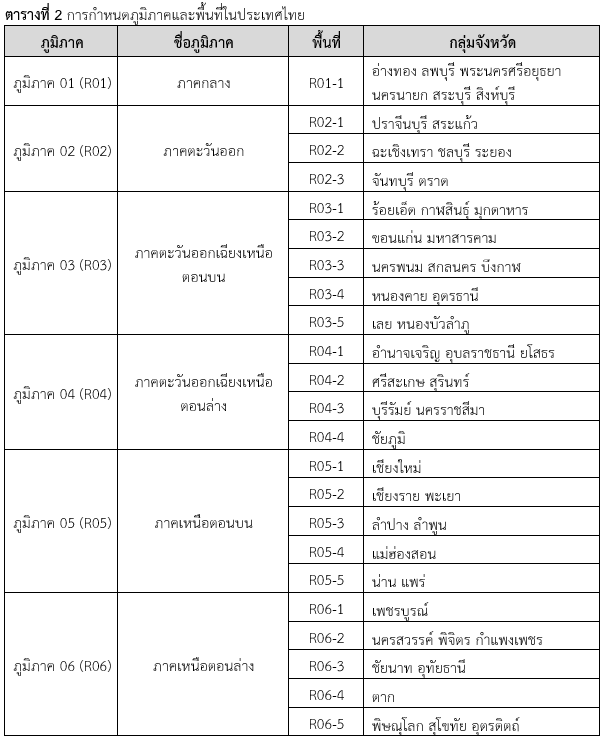 ตารางที่ 2 การกำหนดภูมิภาคและพื้นที่ในประเทศไทย
ภูมิภาค ชื่อภูมิภาค พื้นที่ กลุ่มจังหวัด
ภูมิภาค 01 (R01) ภาคกลาง R01-1 อ่างทอง ลพบุรี พระนครศรีอยุธยา
นครนายก สระบุรี สิงห์บุรี
ภูมิภาค 02 (R02) ภาคตะวันออก R02-1 ปราจีนบุรี สระแก้ว
R02-2 ฉะเชิงเทรา ชลบุรี ระยอง
R02-3 จันทบุรี ตราด
ภูมิภาค 03 (R03) ภาคตะวันออกเฉียงเหนือ
ตอนบน R03-1 ร้อยเอ็ด กาฬสินธุ์ มุกดาหาร
R03-2 ขอนแก่น มหาสารคาม
R03-3 นครพนม สกลนคร บึงกาฬ
R03-4 หนองคาย อุดรธานี
R03-5 เลย หนองบัวลำภู
ภูมิภาค 04 (R04) ภาคตะวันออกเฉียงเหนือ
ตอนล่าง R04-1 อำนาจเจริญ อุบลราชธานี ยโสธร
R04-2 ศรีสะเกษ สุรินทร์
R04-3 บุรีรัมย์ นครราชสีมา
R04-4 ชัยภูมิ
ภูมิภาค 05 (R05) ภาคเหนือตอนบน R05-1 เชียงใหม่
R05-2 เชียงราย พะเยา
R05-3 ลำปาง ลำพูน
R05-4 แม่ฮ่องสอน
R05-5 น่าน แพร่
ภูมิภาค 06 (R06) ภาคเหนือตอนล่าง R06-1 เพชรบูรณ์
R06-2 นครสวรรค์ พิจิตร กำแพงเพชร
R06-3 ชัยนาท อุทัยธานี
R06-4 ตาก
R06-5 พิษณุโลก สุโขทัย อุตรดิตถ์